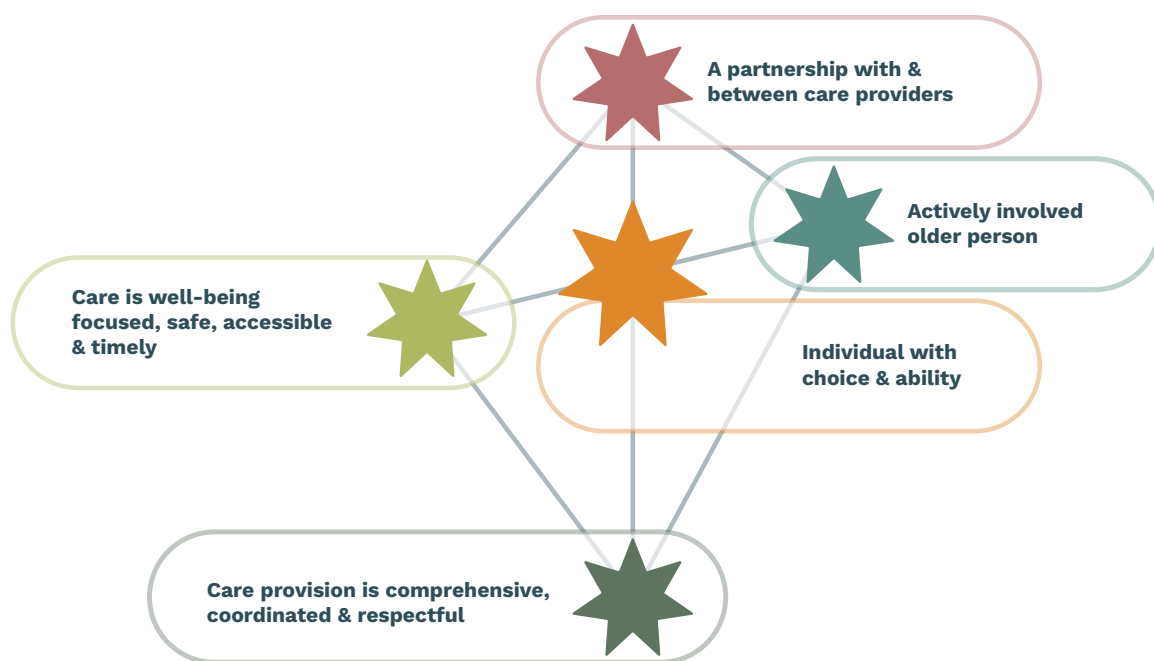 A partnership with &
between care providers
Actively involved
older person
Care is well-being
focused, safe, accessible
& timely
Individual with
choice & ability
Care provision is comprehensive,
coordinated & respectful